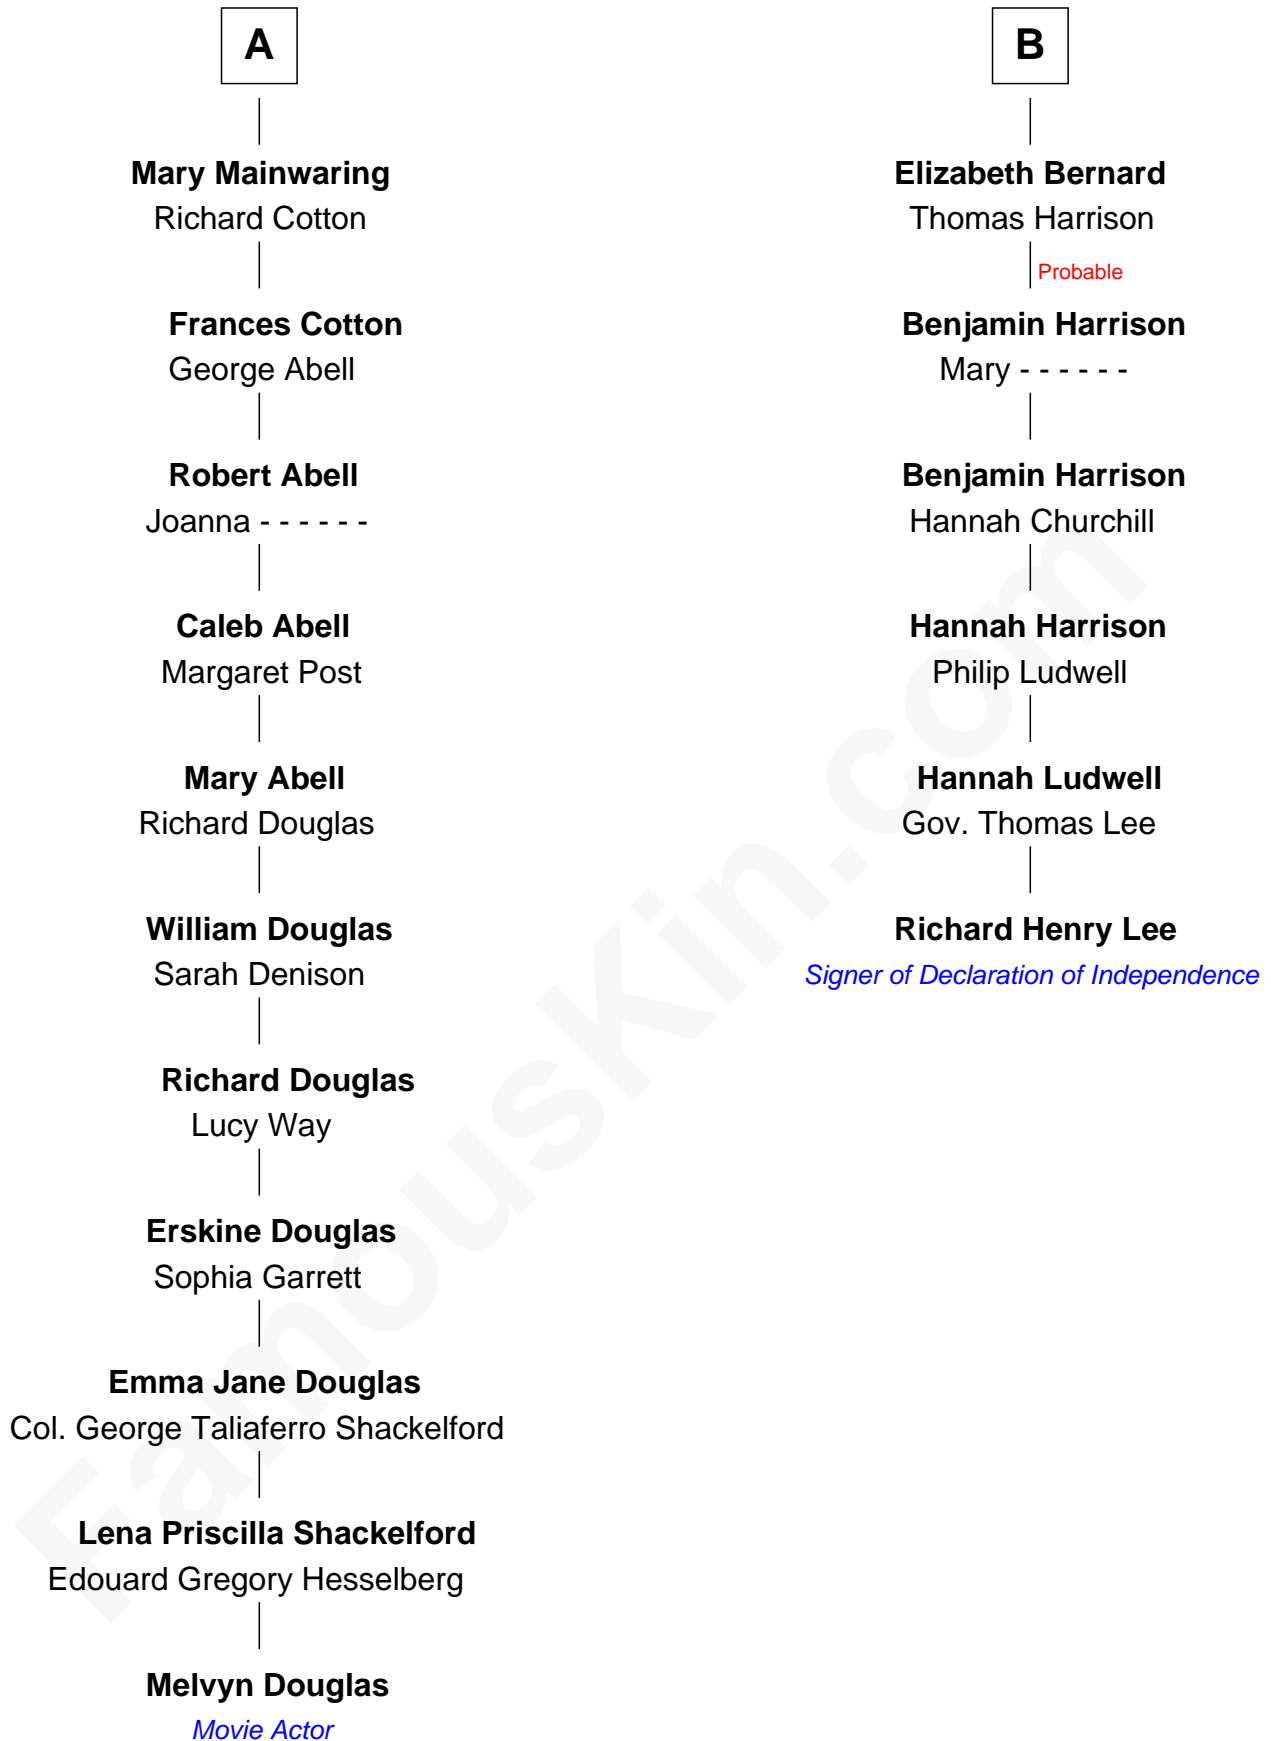 A
Mary Mainwaring
Richard Cotton
Frances Cotton
George Abell
Robert Abell
Joanna - - - - - -
Caleb Abell
Margaret Post
Mary Abell
Richard Douglas
William Douglas
Sarah Denison
Richard Douglas
Lucy Way
Erskine Douglas
Sophia Garrett
Emma Jane Douglas
Col. George Taliaferro Shackelford
Lena Priscilla Shackelford
Edouard Gregory Hesselberg
Melvyn Douglas
Movie Actor
B
Elizabeth Bernard
Thomas Harrison
Probable
Benjamin Harrison
Mary - - - - - -
Benjamin Harrison
Hannah Churchill
Hannah Harrison
Philip Ludwell
Hannah Ludwell
Gov. Thomas Lee
Richard Henry Lee
Signer of Declaration of Independence
FamousKin.com